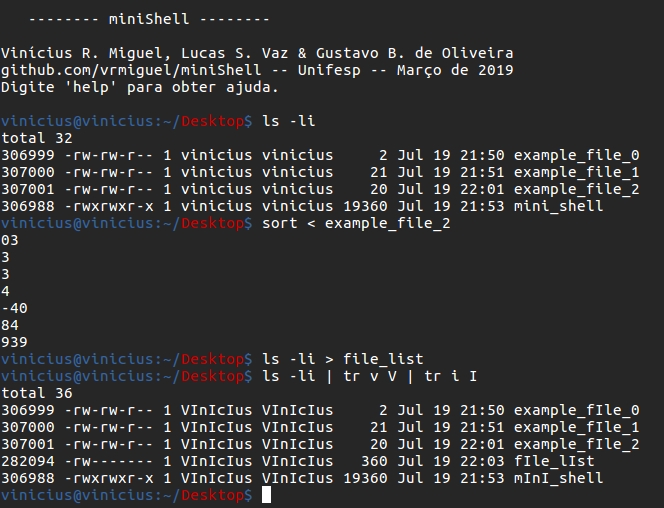 -------- miniShell --------
Vinícius R. Miguel, Lucas S. Vaz & Gustavo B. de Oliveira
github.com/vrmiguel/miniShell -- Unifesp -- Março de 2019
Digite 'help' para obter ajuda.
vinicius@vinicius:~/Desktop$ ls -li
total 32
306999 -rw-rw-r-- 1 vinicius vinicius     2 Jul 19 21:50 example_file_0
307000 -rw-rw-r-- 1 vinicius vinicius    21 Jul 19 21:51 example_file_1
307001 -rw-rw-r-- 1 vinicius vinicius    20 Jul 19 22:01 example_file_2
306988 -rwxrwxr-x 1 vinicius vinicius 19360 Jul 19 21:53 mini_shell
vinicius@vinicius:~/Desktop$ sort < example_file_2
03
3
3
4
-40
84
939
vinicius@vinicius:~/Desktop$ ls -li > file_list
vinicius@vinicius:~/Desktop$ ls -li | tr v V | tr i I
total 36
306999 -rw-rw-r-- 1 VInIcIus VInIcIus     2 Jul 19 21:50 example_fIle_0
307000 -rw-rw-r-- 1 VInIcIus VInIcIus    21 Jul 19 21:51 example_fIle_1
307001 -rw-rw-r-- 1 VInIcIus VInIcIus    20 Jul 19 22:01 example_fIle_2
282094 -rw------- 1 VInIcIus VInIcIus   360 Jul 19 22:03 fIle_lIst
306988 -rwxrwxr-x 1 VInIcIus VInIcIus 19360 Jul 19 21:53 mInI_shell
vinicius@vinicius:~/Desktop$